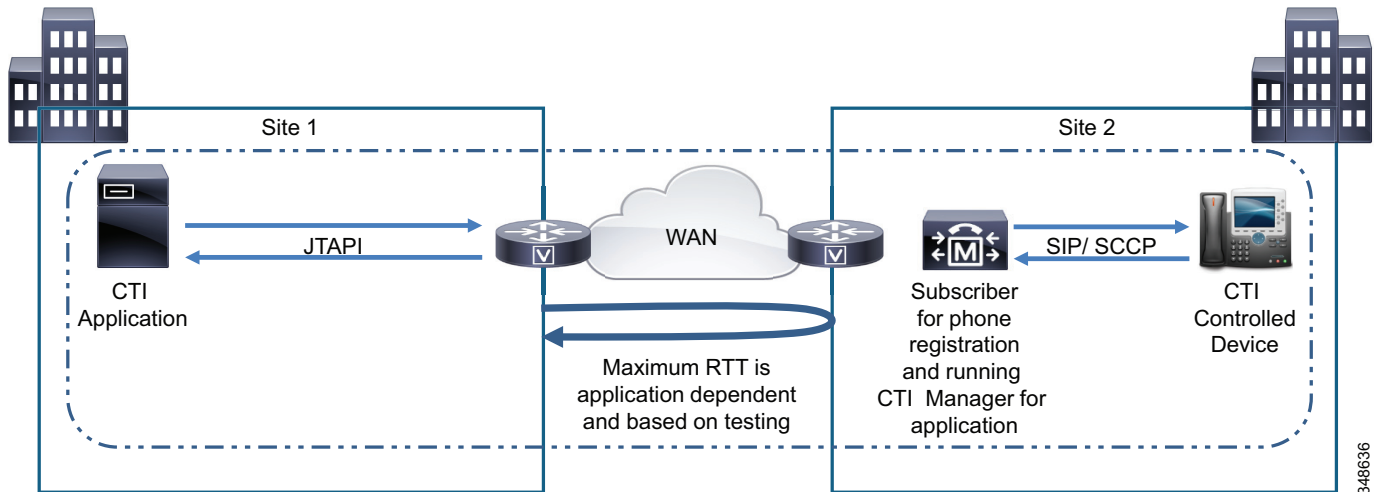 Site 1
Site 2
JTAPI
WAN
SIP/ SCCP
V
V
M
CTI
Application
Subscriber
for phone
registration
and running
CTI Manager for
application
CTI
Controlled
Device
Maximum RTT is
application dependent
and based on testing
348636